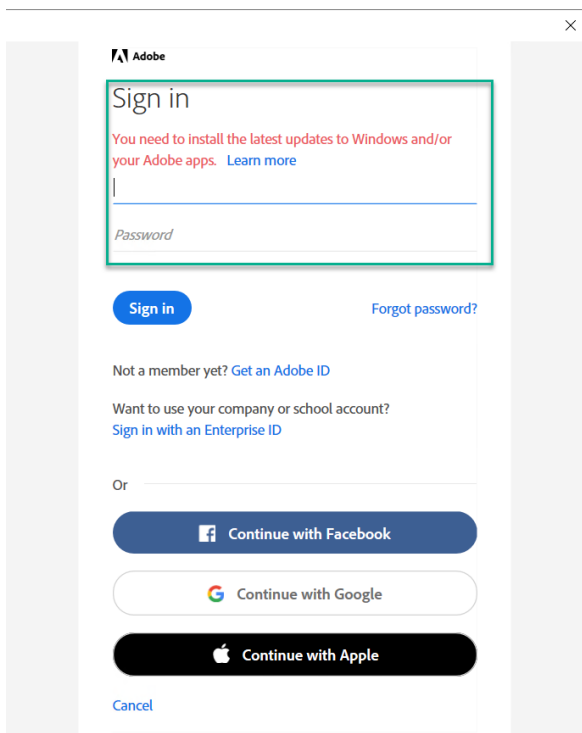 Adobe
Sign in
You need to install the latest updates to Windows and/or
your Adobe apps. Learn more
Password
Sign in
Forgot password?
Not a member yet? Get an Adobe ID
Want to use your company or school account?
Sign in with an Enterprise ID
Or
Continue with Facebook
Continue with Google
Continue with Apple
Cancel